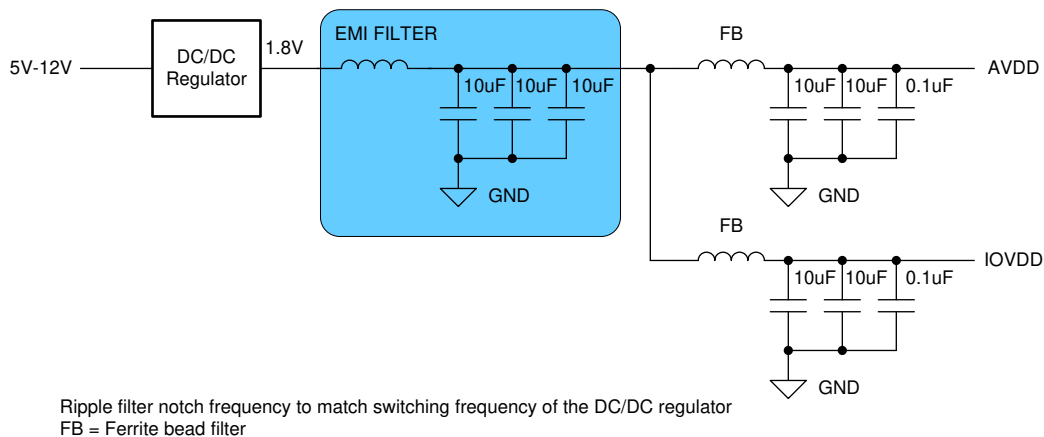 EMI FILTER
FB
5V-12V
DC/DC
Regulator
1.8V
AVDD
10uF
10uF
10uF
10uF
10uF
0.1uF
GND
GND
FB
IOVDD
10uF
10uF
0.1uF
GND
Ripple filter notch frequency to match switching frequency of the DC/DC regulator
FB = Ferrite bead filter